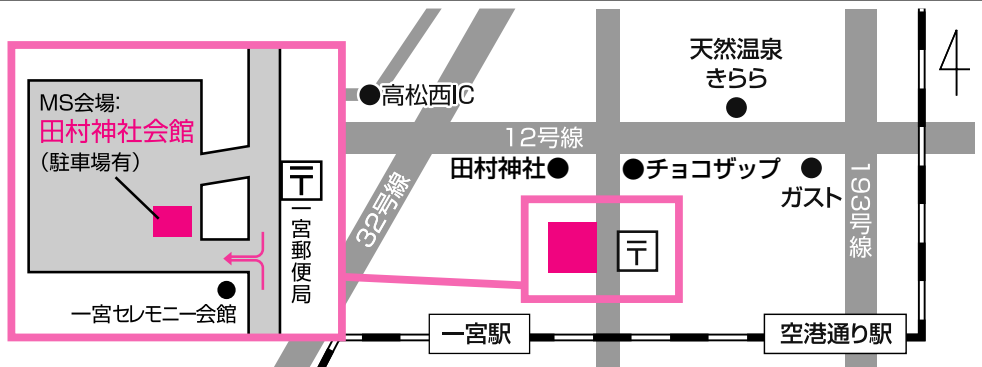 MS会場:
田村神社会館
(駐車場有)
〒
一宮郵便局
一宮セレモニー会館
高松西IC
天然温泉
きらら
12号線
田村神社
チョコザップ
ガスト
32号線
193号線
〒
一宮駅
空港通り駅